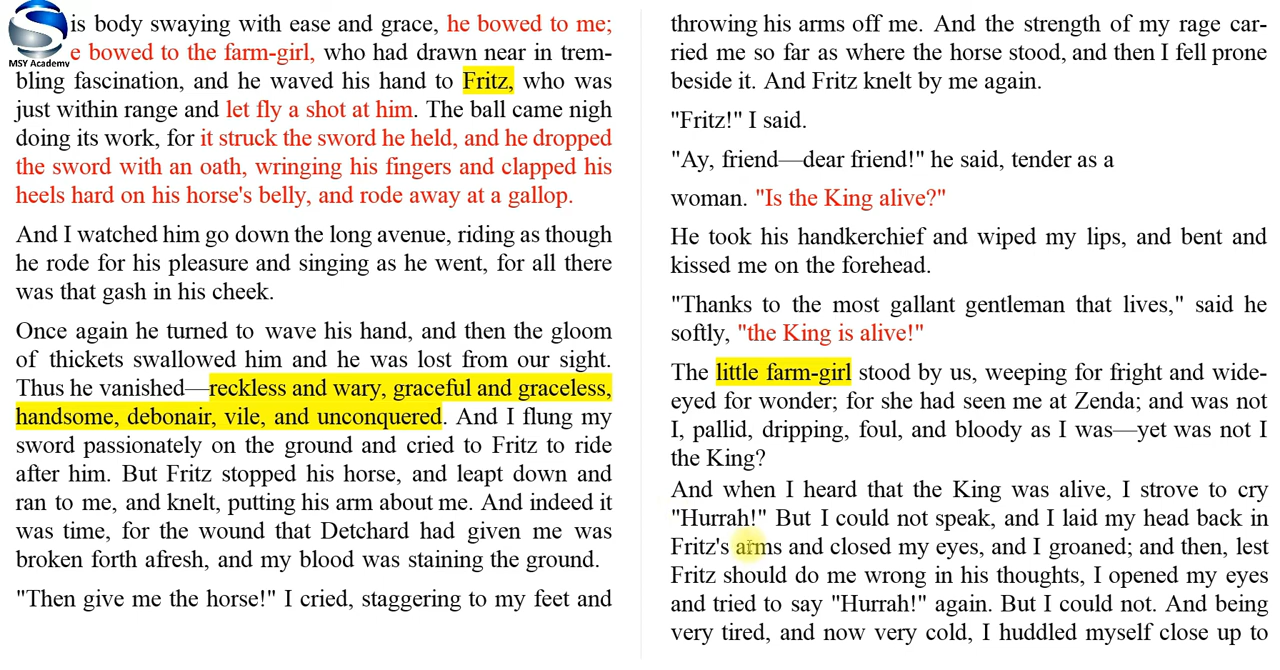 MSY Academy
is body swaying with ease and grace, he bowed to me;
e bowed to the farm-girl, who had drawn near in trem-
bling fascination, and he waved his hand to Fritz, who was
just within range and let fly a shot at him. The ball came nigh
doing its work, for it struck the sword he held, and he dropped
the sword with an oath, wringing his fingers and clapped his
heels hard on his horse's belly, and rode away at a gallop.
And I watched him go down the long avenue, riding as though
he rode for his pleasure and singing as he went, for all there
was that gash in his cheek.
Once again he turned to wave his hand, and then the gloom
of thickets swallowed him and he was lost from our sight.
Thus he vanished—reckless and wary, graceful and graceless,
handsome, debonair, vile, and unconquered. And I flung my
sword passionately on the ground and cried to Fritz to ride
after him. But Fritz stopped his horse, and leapt down and
ran to me, and knelt, putting his arm about me. And indeed it
was time, for the wound that Detchard had given me was
broken forth afresh, and my blood was staining the ground.
"Then give me the horse!" I cried, staggering to my feet and
throwing his arms off me. And the strength of my rage car-
ried me so far as where the horse stood, and then I fell prone
beside it. And Fritz knelt by me again.
"Fritz!" I said.
"Ay, friend—dear friend!" he said, tender as a
woman. "Is the King alive?"
He took his handkerchief and wiped my lips, and bent and
kissed me on the forehead.
"Thanks to the most gallant gentleman that lives," said he
softly, "the King is alive!"
The little farm-girl stood by us, weeping for fright and wide-
eyed for wonder; for she had seen me at Zenda; and was not
I, pallid, dripping, foul, and bloody as I was—yet was not I
the King?
And when I heard that the King was alive, I strove to cry
"Hurrah!" But I could not speak, and I laid my head back in
Fritz's arms and closed my eyes, and I groaned; and then, lest
Fritz should do me wrong in his thoughts, I opened my eyes
and tried to say "Hurrah!" again. But I could not. And being
very tired, and now very cold, I huddled myself close up to